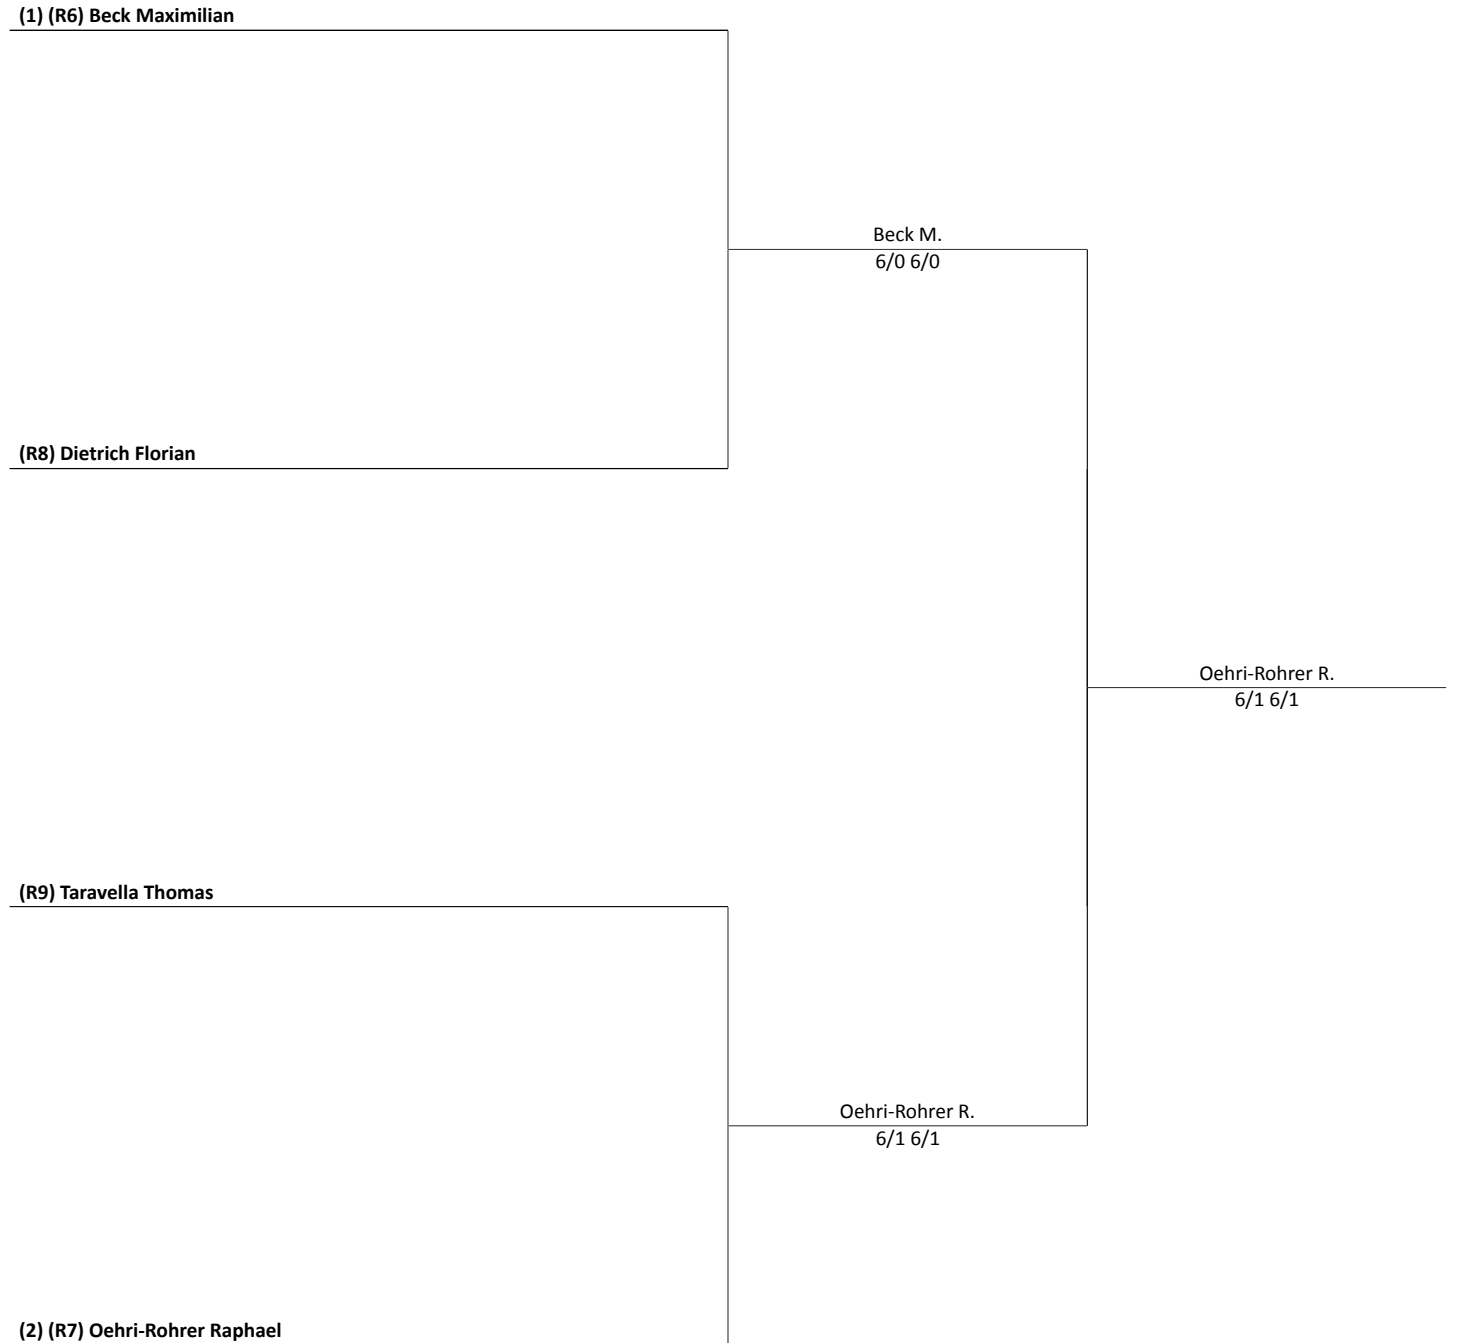 (1) (R6) Beck Maximilian
Beck M.
6/0 6/0
(R8) Dietrich Florian
Oehri-Rohrer R.
6/1 6/1
(R9) Taravella Thomas
Oehri-Rohrer R.
6/1 6/1
(2) (R7) Oehri-Rohrer Raphael